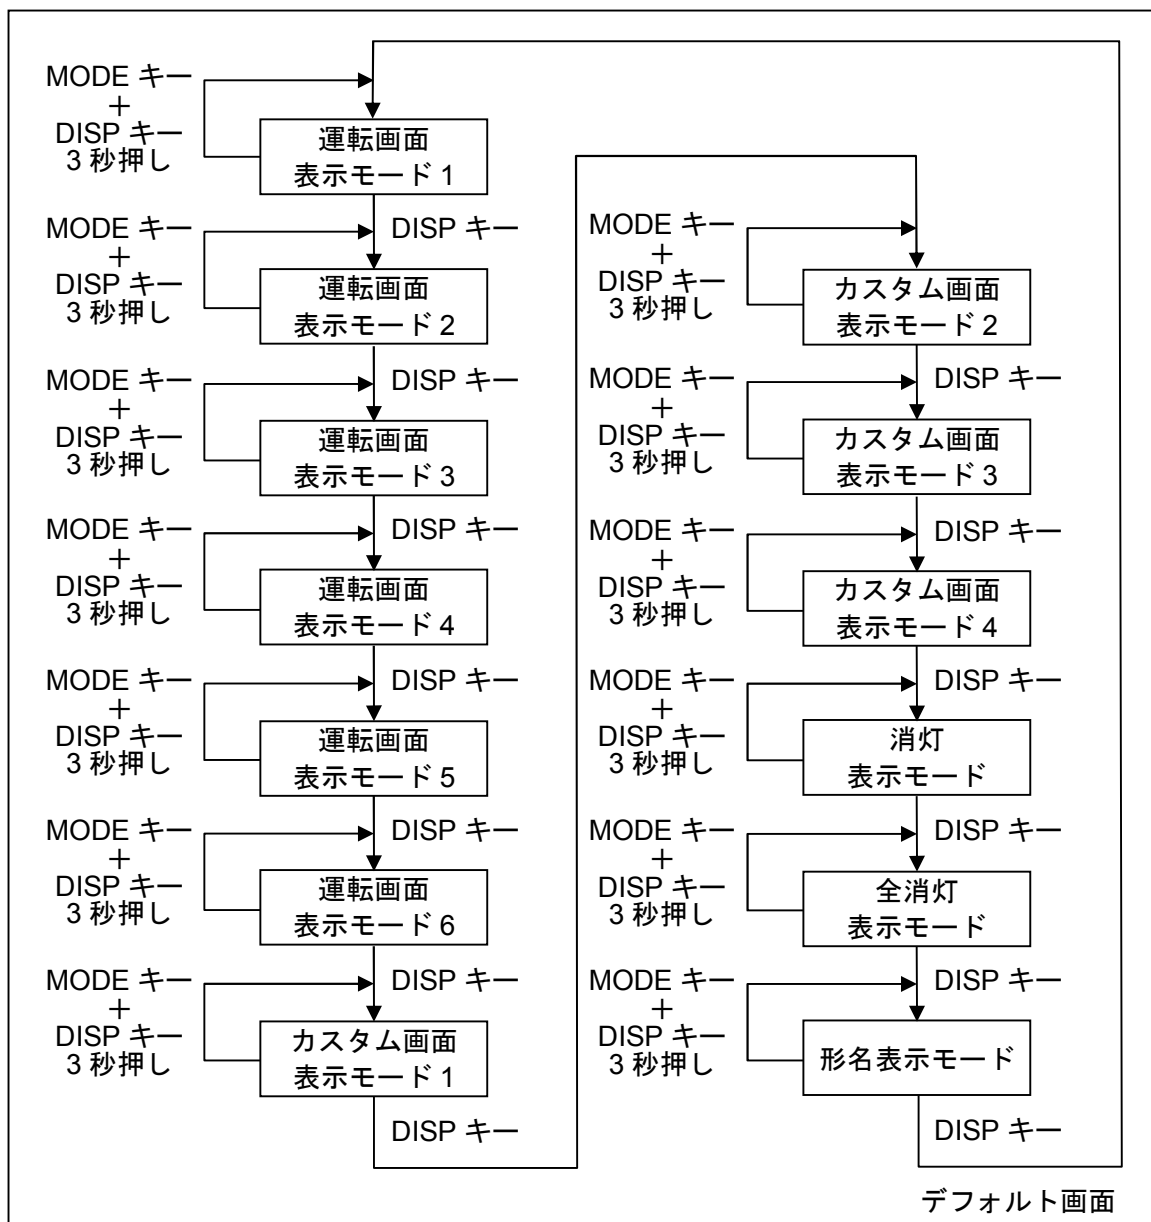 MODE キー
＋
DISP キー
3 秒押し
運転画面
表示モード 1
DISP キー
MODE キー
＋
DISP キー
3 秒押し
運転画面
表示モード 2
DISP キー
MODE キー
＋
DISP キー
3 秒押し
運転画面
表示モード 3
DISP キー
MODE キー
＋
DISP キー
3 秒押し
運転画面
表示モード 4
DISP キー
MODE キー
＋
DISP キー
3 秒押し
運転画面
表示モード 5
DISP キー
MODE キー
＋
DISP キー
3 秒押し
運転画面
表示モード 6
DISP キー
MODE キー
＋
DISP キー
3 秒押し
カスタム画面
表示モード 1
DISP キー
MODE キー
＋
DISP キー
3 秒押し
カスタム画面
表示モード 2
DISP キー
MODE キー
＋
DISP キー
3 秒押し
カスタム画面
表示モード 3
DISP キー
MODE キー
＋
DISP キー
3 秒押し
カスタム画面
表示モード 4
DISP キー
MODE キー
＋
DISP キー
3 秒押し
消灯
表示モード
DISP キー
MODE キー
＋
DISP キー
3 秒押し
全消灯
表示モード
DISP キー
MODE キー
＋
DISP キー
3 秒押し
形名表示モード
DISP キー
デフォルト画面